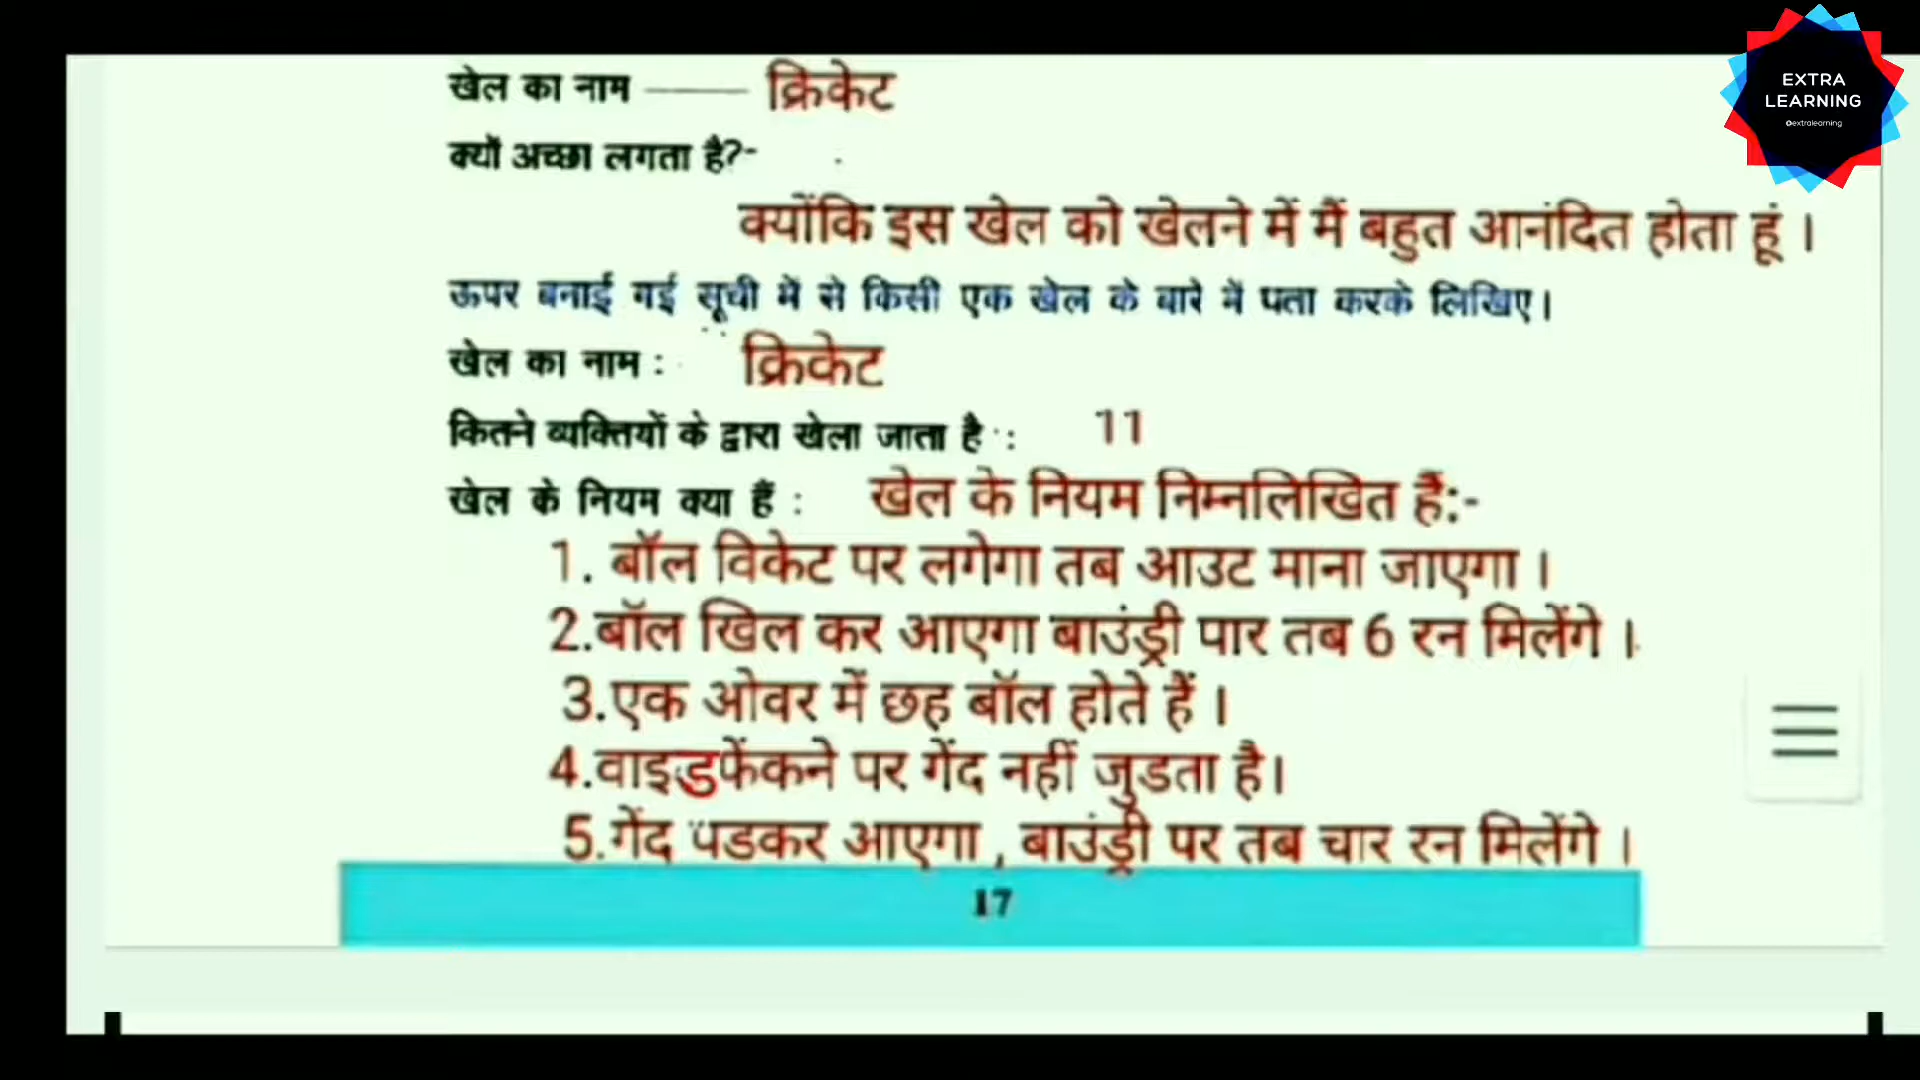 EXTRA
LEARNING
@extralearning
खेल का नाम ——— क्रिकेट
क्यों अच्छा लगता है?-
क्योंकि इस खेल को खेलने में मैं बहुत आनंदित होता हूं ।
ऊपर बनाई गई सूची में से किसी एक खेल के बारे में पता करके लिखिए।
खेल का नाम : क्रिकेट
कितने व्यक्तियों के द्वारा खेला जाता है : 11
खेल के नियम क्या हैं : खेल के नियम निम्नलिखित हैं:-
1. बॉल विकेट पर लगेगा तब आउट माना जाएगा ।
2.बॉल खिल कर आएगा बाउंड्री पार तब 6 रन मिलेंगे ।
3.एक ओवर में छह बॉल होते हैं ।
4.वाइडफेंकने पर गेंद नहीं जुडता है।
5.गेंद पडकर आएगा , बाउंड्री पर तब चार रन मिलेंगे ।
17